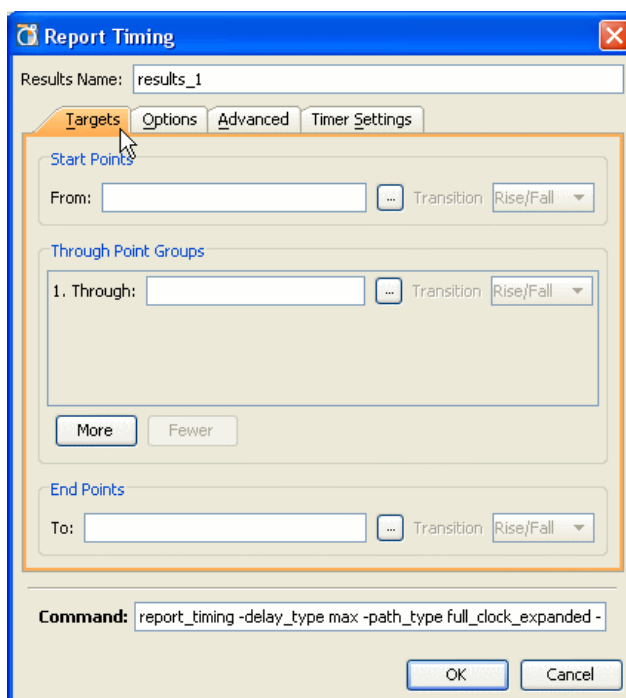 Report Timing
Results Name: results_1
Targets Options Advanced Timer Settings
Start Points
From: ... Transition Rise/Fall
Through Point Groups
1. Through: ... Transition Rise/Fall
More Fewer
End Points
To: ... Transition Rise/Fall
Command: report_timing -delay_type max -path_type full_clock_expanded -
OK Cancel